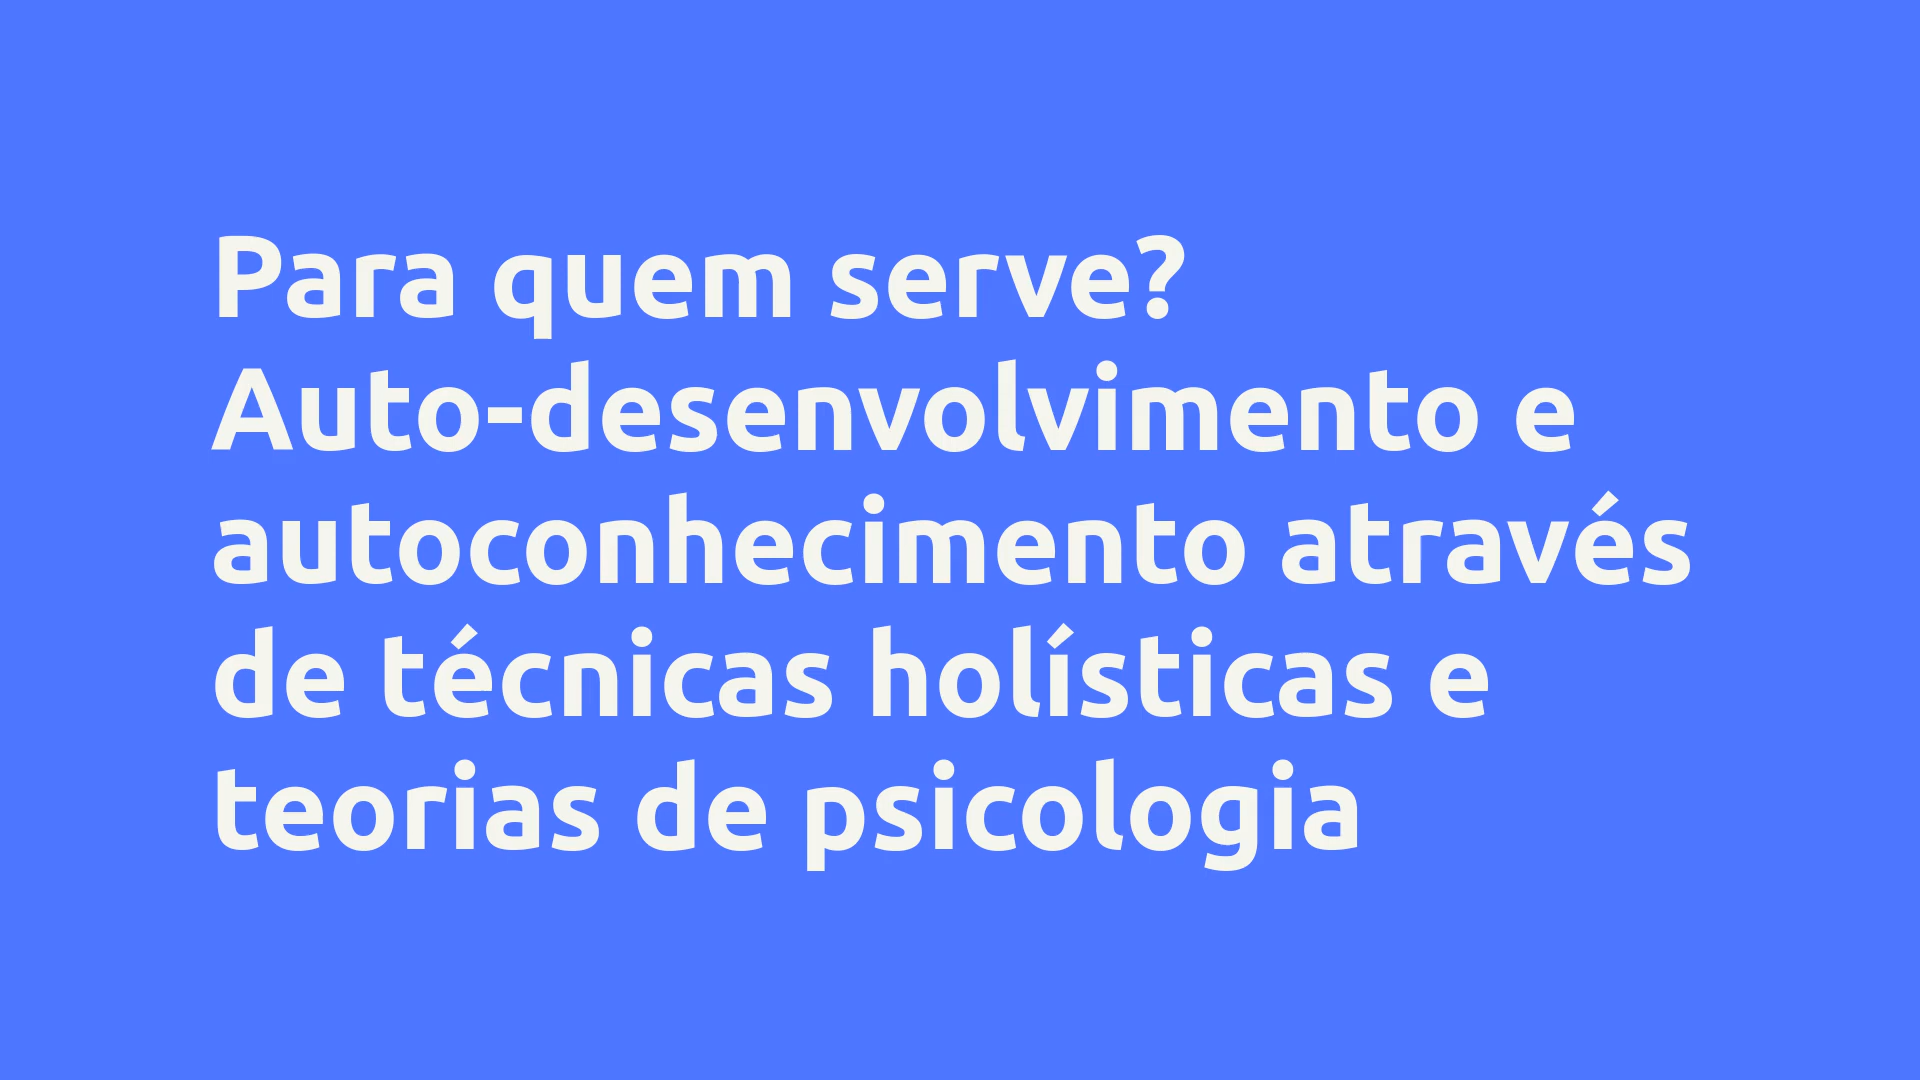 Para quem serve?
Auto-desenvolvimento e
autoconhecimento através
de técnicas holísticas e
teorias de psicologia